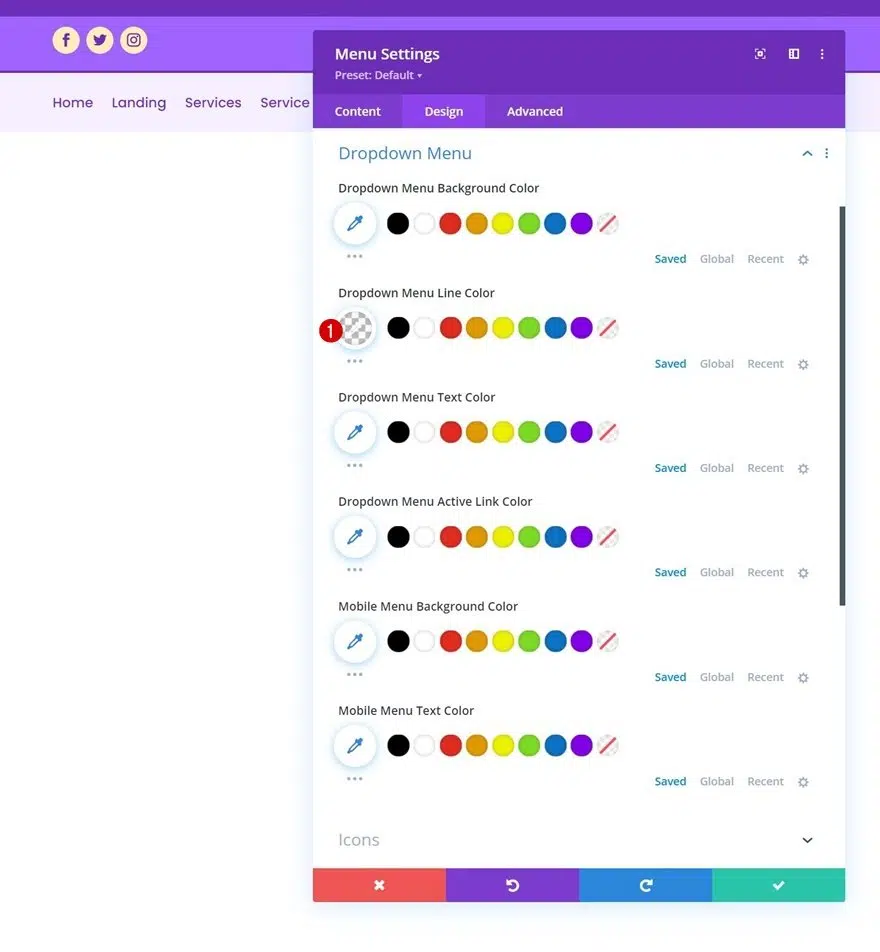 Menu Settings
Preset: Default
Home Landing Services Service
Content Design Advanced
Dropdown Menu
Dropdown Menu Background Color
Saved Global Recent
Dropdown Menu Line Color
1
Saved Global Recent
Dropdown Menu Text Color
Saved Global Recent
Dropdown Menu Active Link Color
Saved Global Recent
Mobile Menu Background Color
Saved Global Recent
Mobile Menu Text Color
Saved Global Recent
Icons